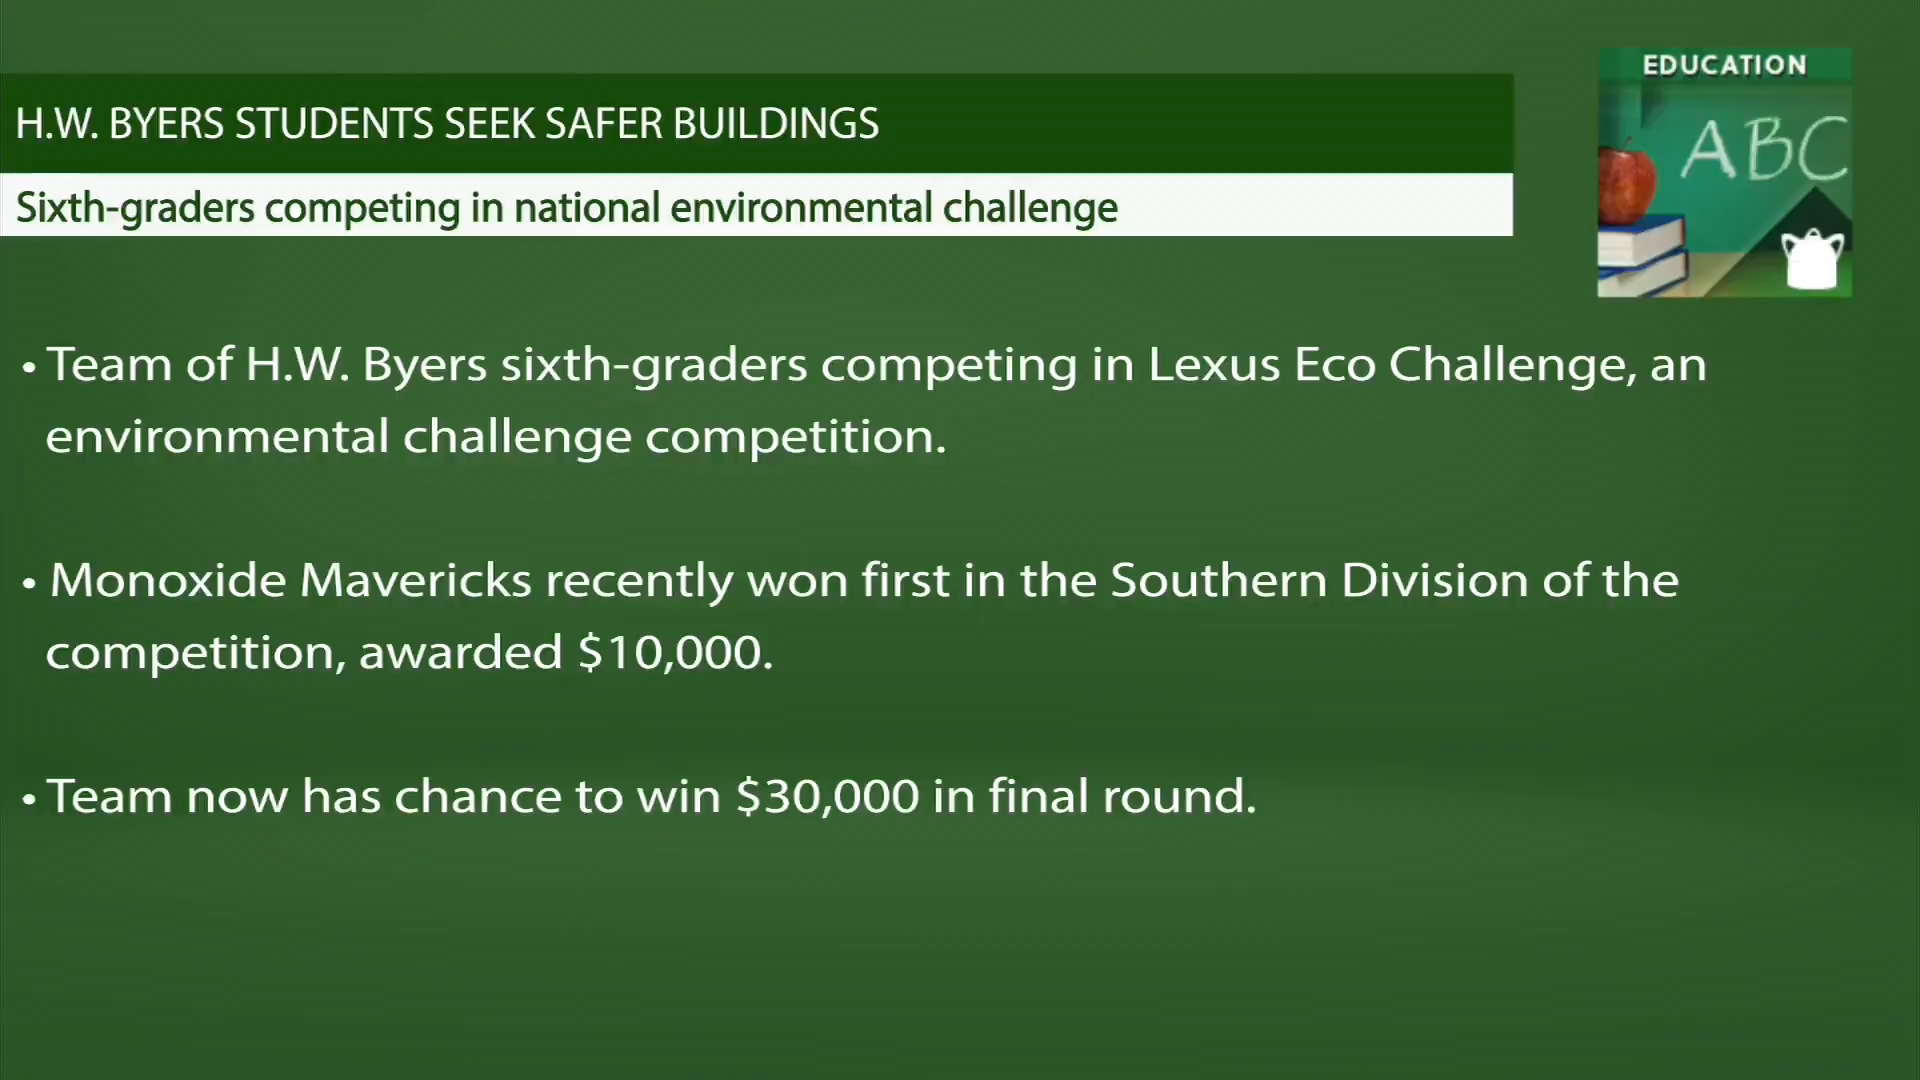 EDUCATION
H.W. BYERS STUDENTS SEEK SAFER BUILDINGS
ABC
Sixth-graders competing in national environmental challenge
• Team of H.W. Byers sixth-graders competing in Lexus Eco Challenge, an
environmental challenge competition.
• Monoxide Mavericks recently won first in the Southern Division of the
competition, awarded $10,000.
• Team now has chance to win $30,000 in final round.